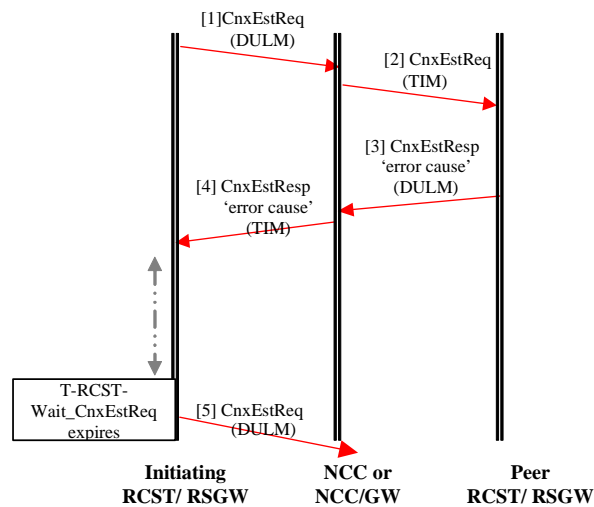 [1]CnxEstReq
(DULM)
[2] CnxEstReq
(TIM)
[3] CnxEstResp
‘error cause’
(DULM)
[4] CnxEstResp
‘error cause’
(TIM)
T-RCST-
Wait_CnxEstReq
expires
[5] CnxEstReq
(DULM)
Initiating
RCST/ RSGW
NCC or
NCC/GW
Peer
RCST/ RSGW